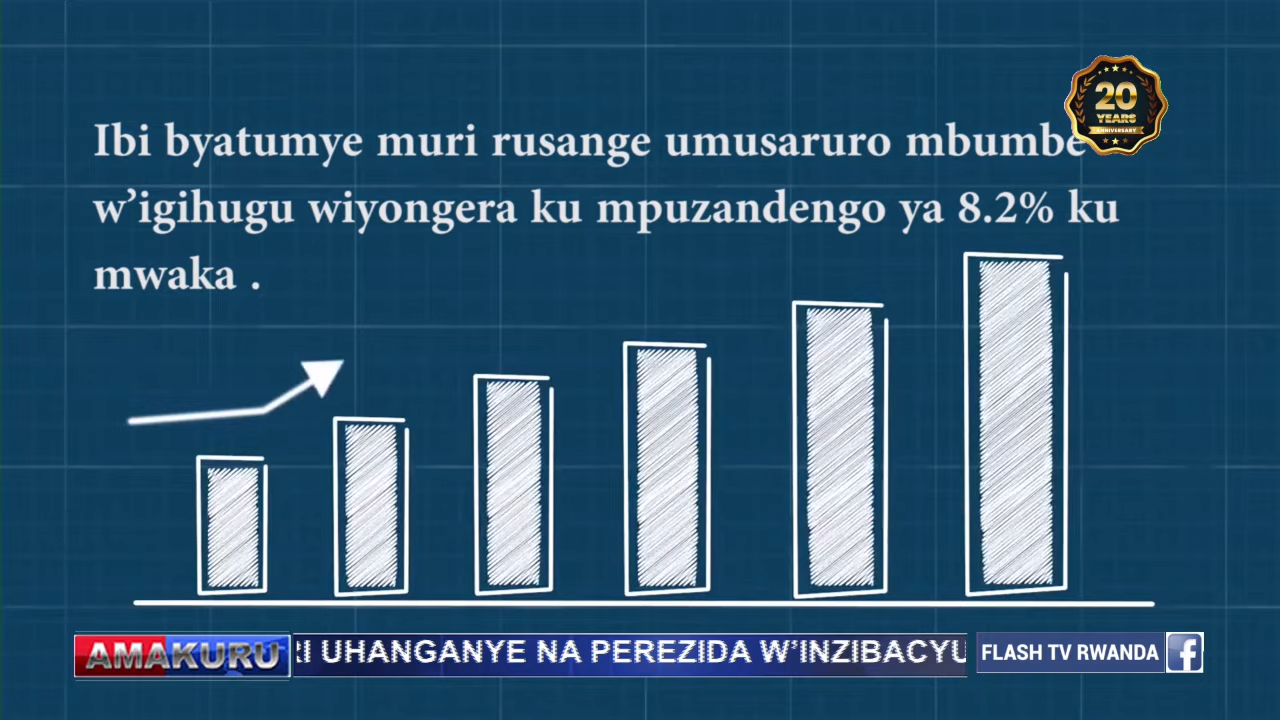 Ibi byatumye muri rusange umusaruro mbumbe
w'igihugu wiyongera ku mpuzandengo ya 8.2% ku
mwaka .
20
YEARS
ANNIVERSARY
AMAKURU
UHANGANYE NA PEREZIDA W'INZIBACYU
FLASH TV RWANDA